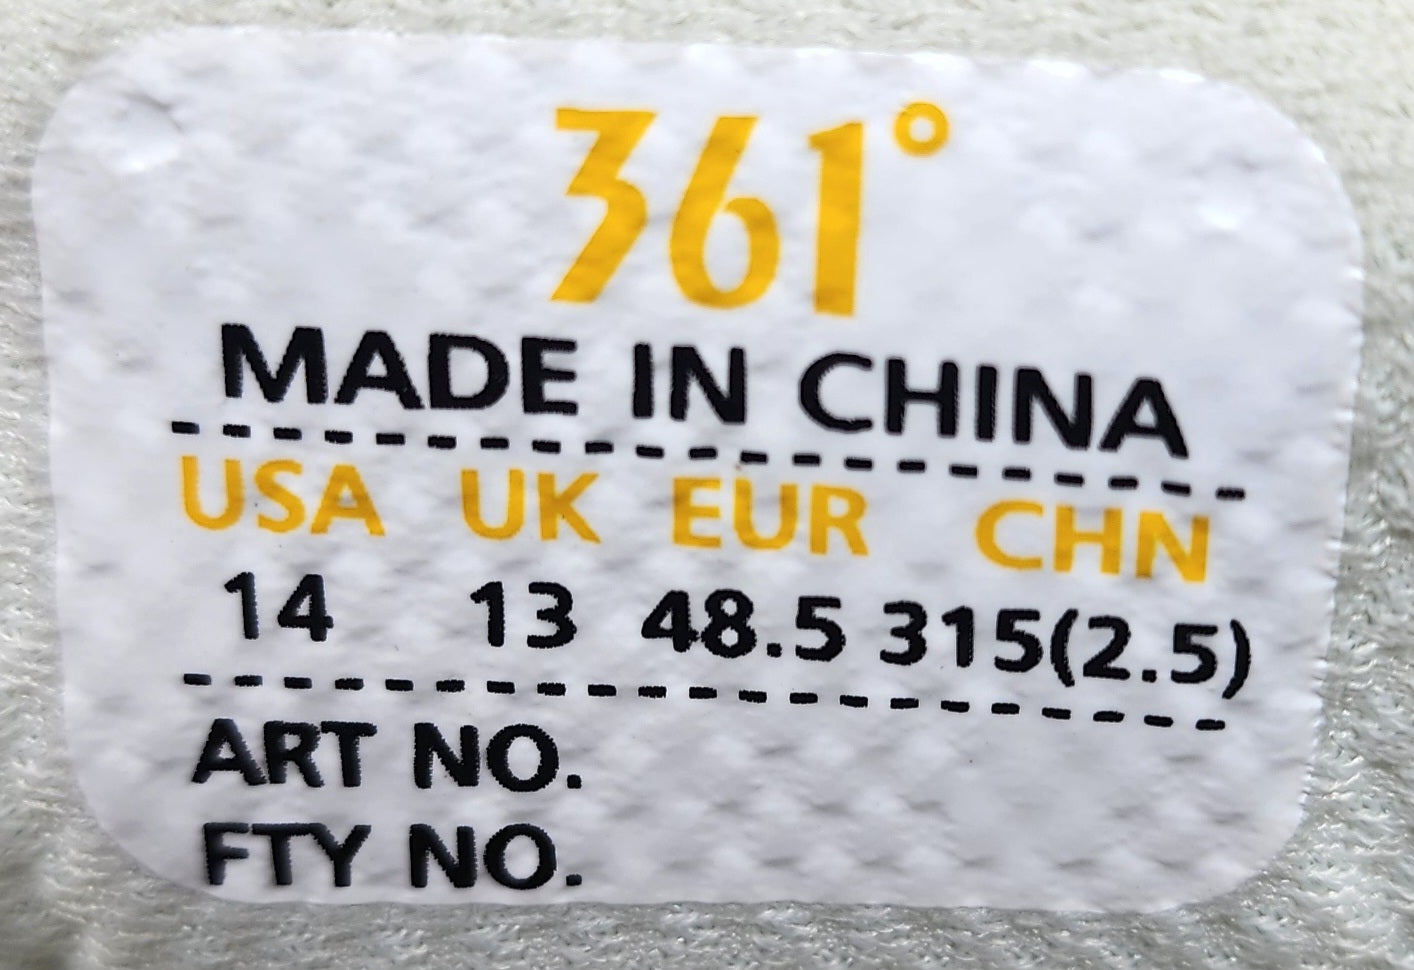 361°
MADE IN CHINA
USA UK EUR CHN
14 13 48.5 315(2.5)
ART NO.
FTY NO.